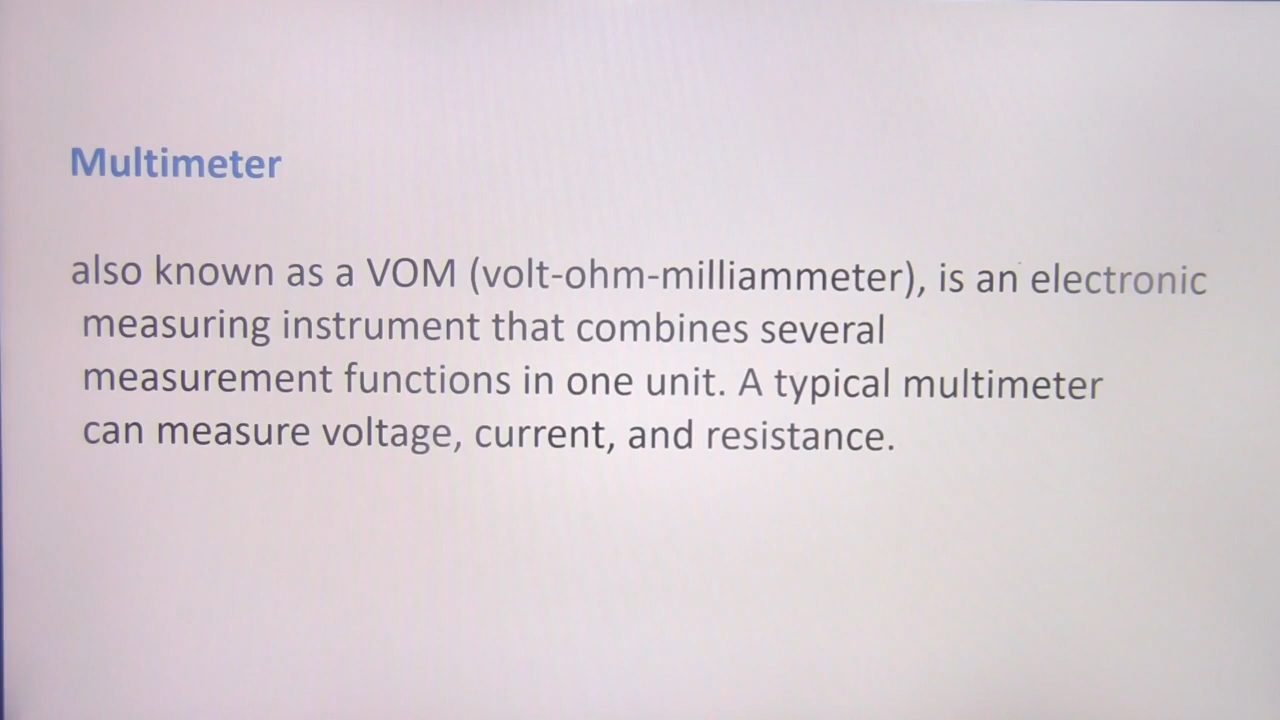 Multimeter
also known as a VOM (volt-ohm-milliammeter), is an electronic
measuring instrument that combines several
measurement functions in one unit. A typical multimeter
can measure voltage, current, and resistance.